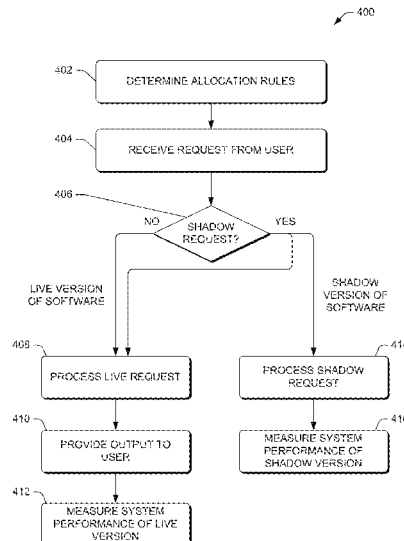 400
402
DETERMINE ALLOCATION RULES
404
RECEIVE REQUEST FROM USER
406
NO
SHADOW
REQUEST?
YES
LIVE VERSION
OF SOFTWARE
SHADOW
VERSION OF
SOFTWARE
408
PROCESS LIVE REQUEST
414
PROCESS SHADOW
REQUEST
410
PROVIDE OUTPUT TO
USER
416
MEASURE SYSTEM
PERFORMANCE OF
SHADOW VERSION
412
MEASURE SYSTEM
PERFORMANCE OF LIVE
VERSION